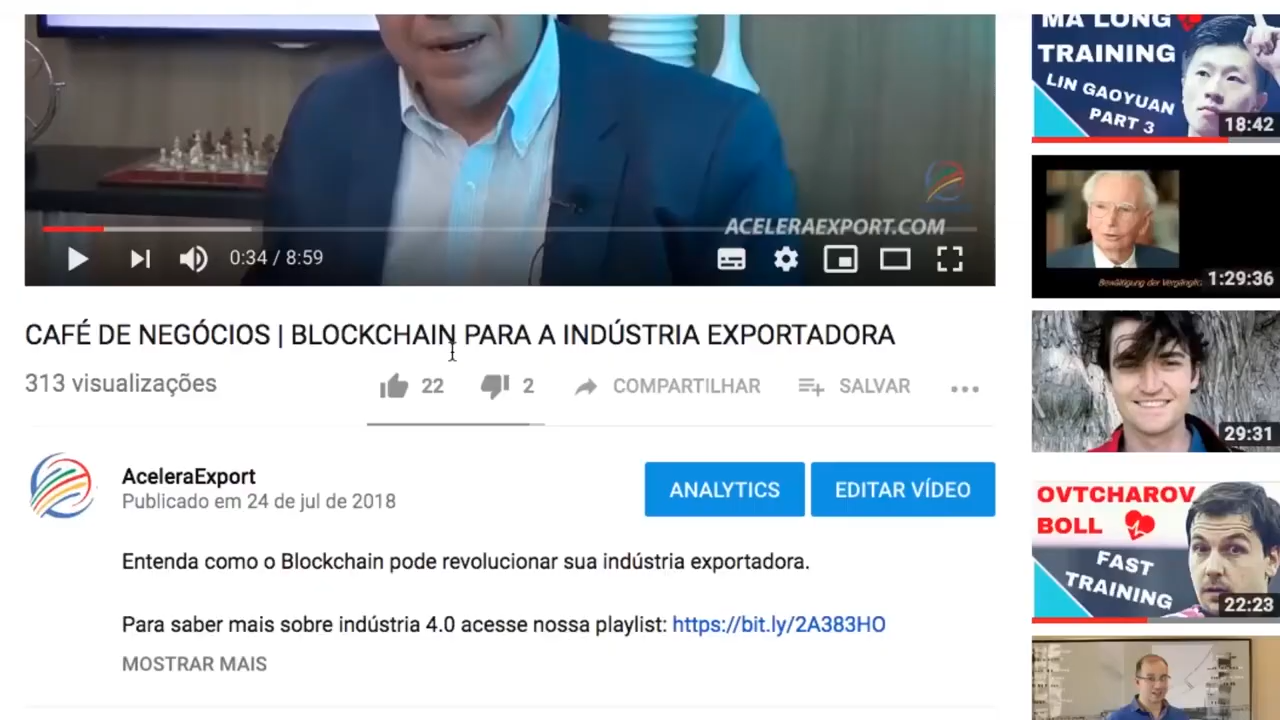 ACELERAEXPORT.COM
0:34 / 8:59
CAFÉ DE NEGÓCIOS | BLOCKCHAIN PARA A INDÚSTRIA EXPORTADORA
313 visualizações
22
2
COMPARTILHAR
SALVAR
AceleraExport
Publicado em 24 de jul de 2018
ANALYTICS
EDITAR VÍDEO
Entenda como o Blockchain pode revolucionar sua indústria exportadora.
Para saber mais sobre indústria 4.0 acesse nossa playlist: https://bit.ly/2A383HO
MOSTRAR MAIS
MA LONG
TRAINING
LIN GAOYUAN
PART 3
18:42
1:29:36
29:31
OVTCHAROV
BOLL
FAST
TRAINING
22:23